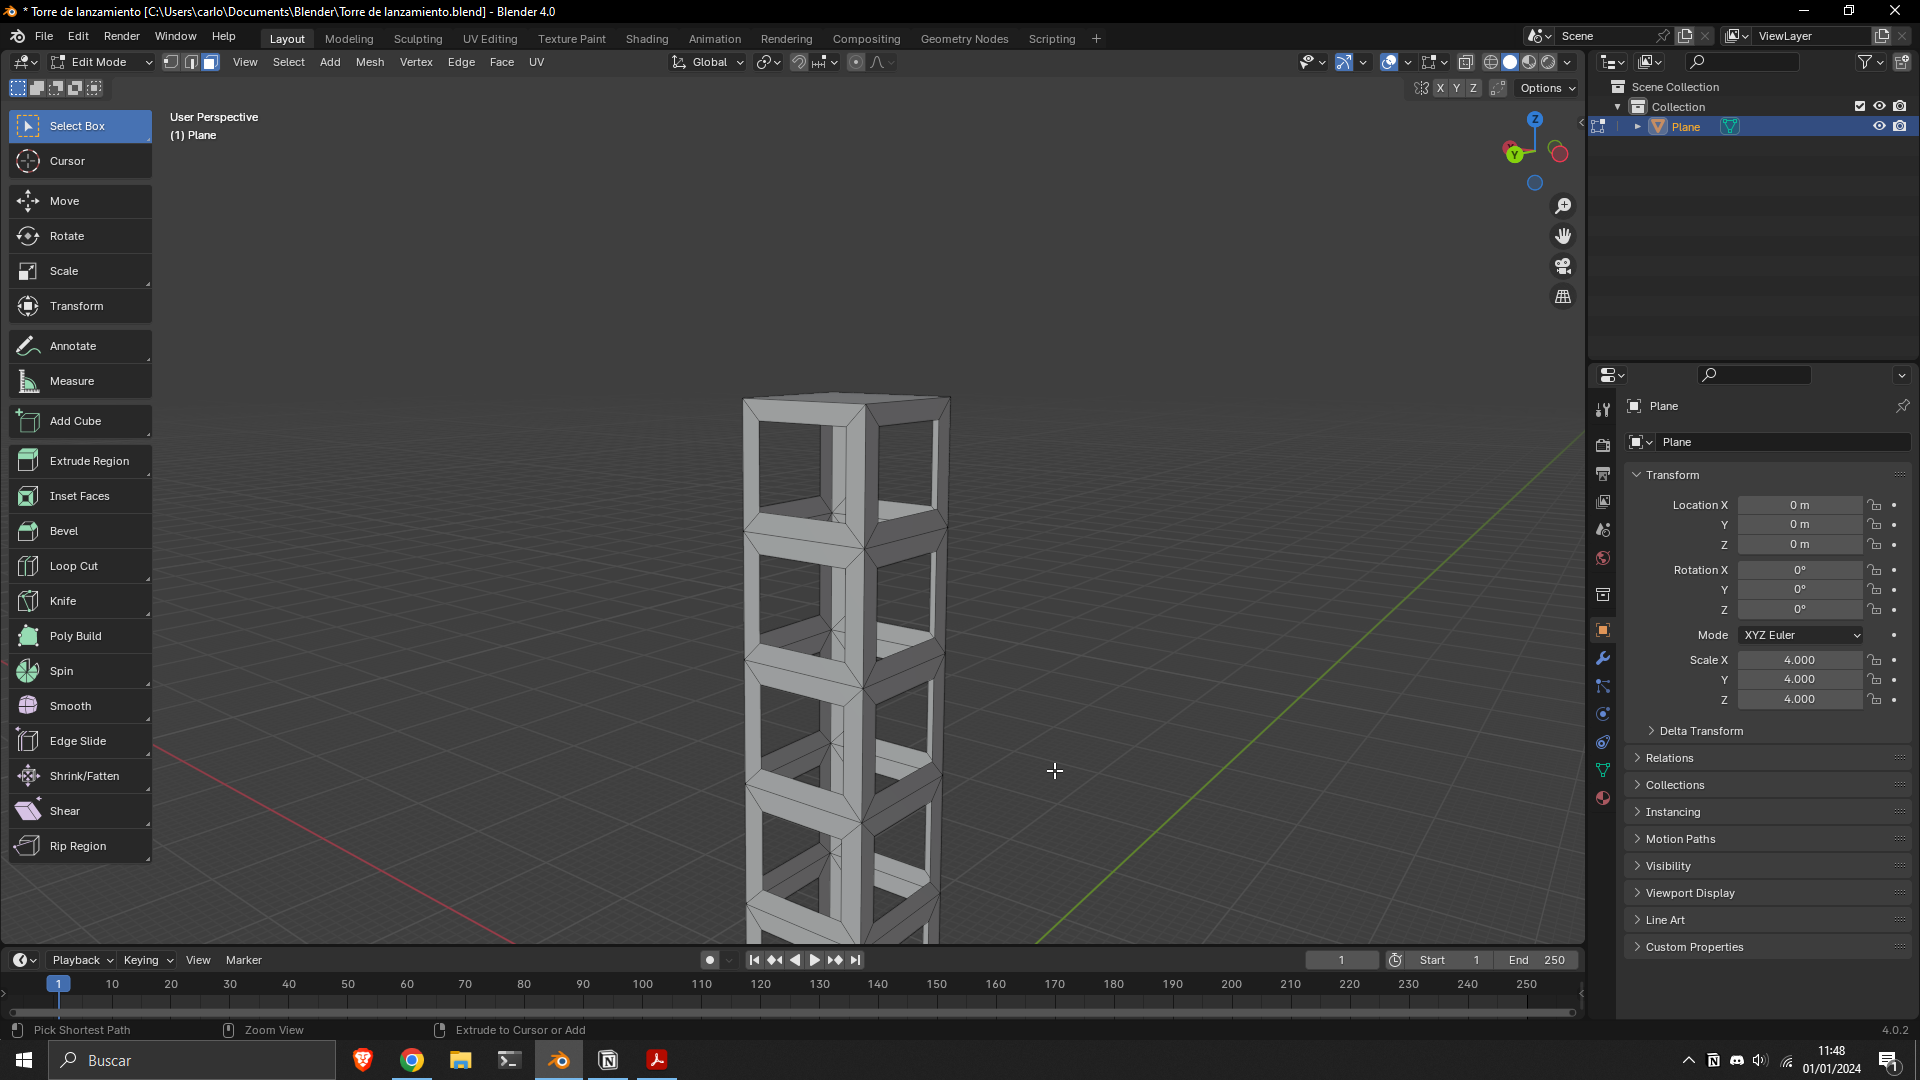 * Torre de lanzamiento [C:\Users\carlo\Documents\Blender\Torre de lanzamiento.blend] - Blender 4.0
File Edit Render Window Help
Layout Modeling Sculpting UV Editing Texture Paint Shading Animation Rendering Compositing Geometry Nodes Scripting +
Scene
ViewLayer
Edit Mode
View Select Add Mesh Vertex Edge Face UV
Global
X Y Z
Options
User Perspective
(1) Plane
Z
Y
Select Box
Cursor
Move
Rotate
Scale
Transform
Annotate
Measure
Add Cube
Extrude Region
Inset Faces
Bevel
Loop Cut
Knife
Poly Build
Spin
Smooth
Edge Slide
Shrink/Fatten
Shear
Rip Region
Scene Collection
Collection
Plane
Plane
Plane
Transform
Location X 0 m
Y 0 m
Z 0 m
Rotation X 0°
Y 0°
Z 0°
Mode XYZ Euler
Scale X 4.000
Y 4.000
Z 4.000
Delta Transform
Relations
Collections
Instancing
Motion Paths
Visibility
Viewport Display
Line Art
Custom Properties
Playback Keying View Marker
1
Start 1 End 250
1 10 20 30 40 50 60 70 80 90 100 110 120 130 140 150 160 170 180 190 200 210 220 230 240 250
Pick Shortest Path Zoom View Extrude to Cursor or Add
4.0.2
Buscar
11:48
01/01/2024
1